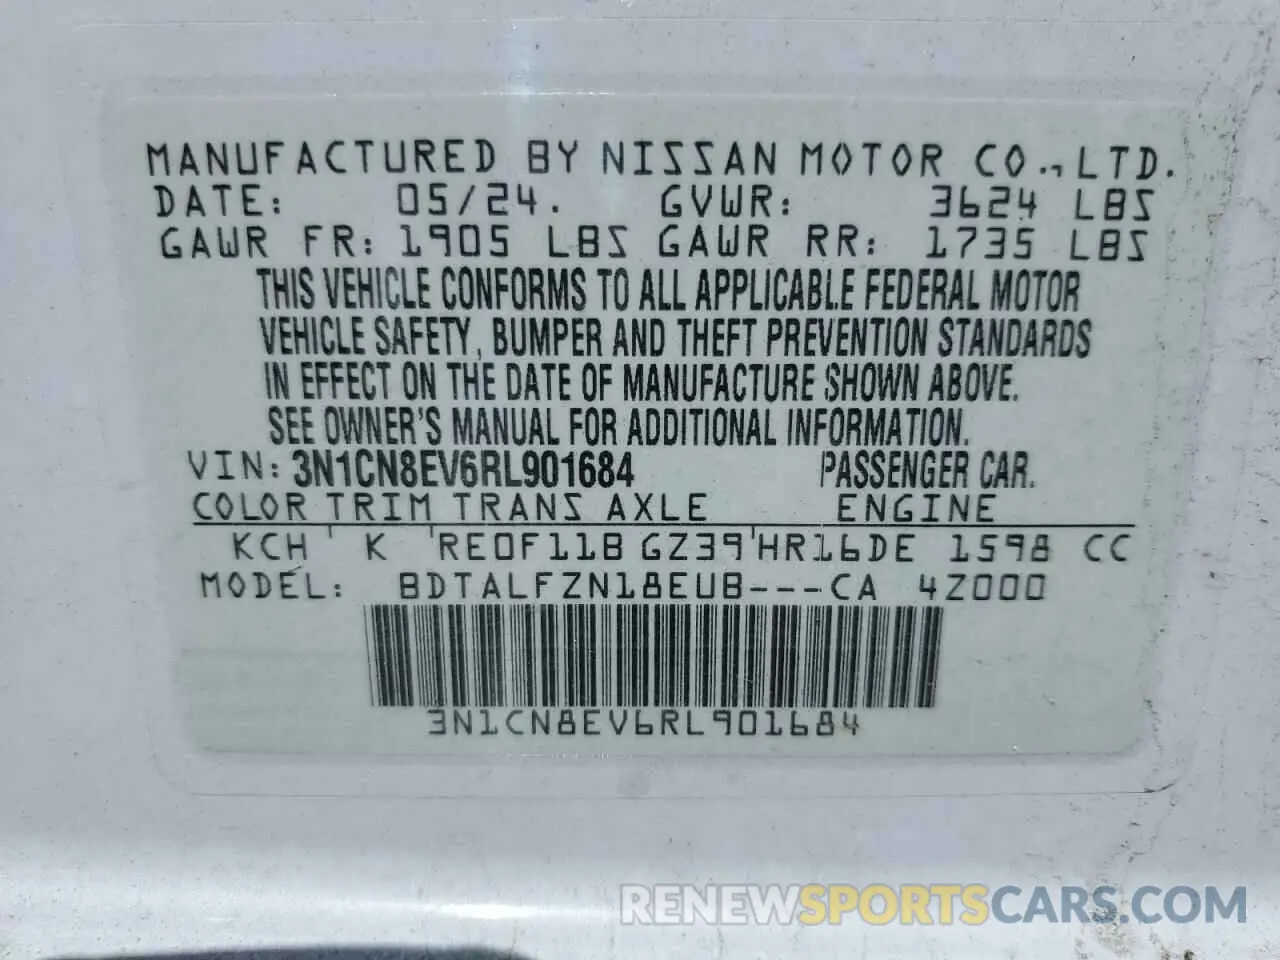 MANUFACTURED BY NISSAN MOTOR CO., LTD.
DATE: 05/24. GVWR: 3624 LBS
GAWR FR: 1905 LBS GAWR RR: 1735 LBS
THIS VEHICLE CONFORMS TO ALL APPLICABLE FEDERAL MOTOR
VEHICLE SAFETY, BUMPER AND THEFT PREVENTION STANDARDS
IN EFFECT ON THE DATE OF MANUFACTURE SHOWN ABOVE.
SEE OWNER'S MANUAL FOR ADDITIONAL INFORMATION.
VIN: 3N1CN8EV6RL901684 PASSENGER CAR.
COLOR TRIM TRANS AXLE ENGINE
KCH K RE0F11B GZ39 HR16DE 1598 CC
MODEL: BDTALFZN18EUB---CA 4Z000
3N1CN8EV6RL901684
RENEWSPORTSCARS.COM